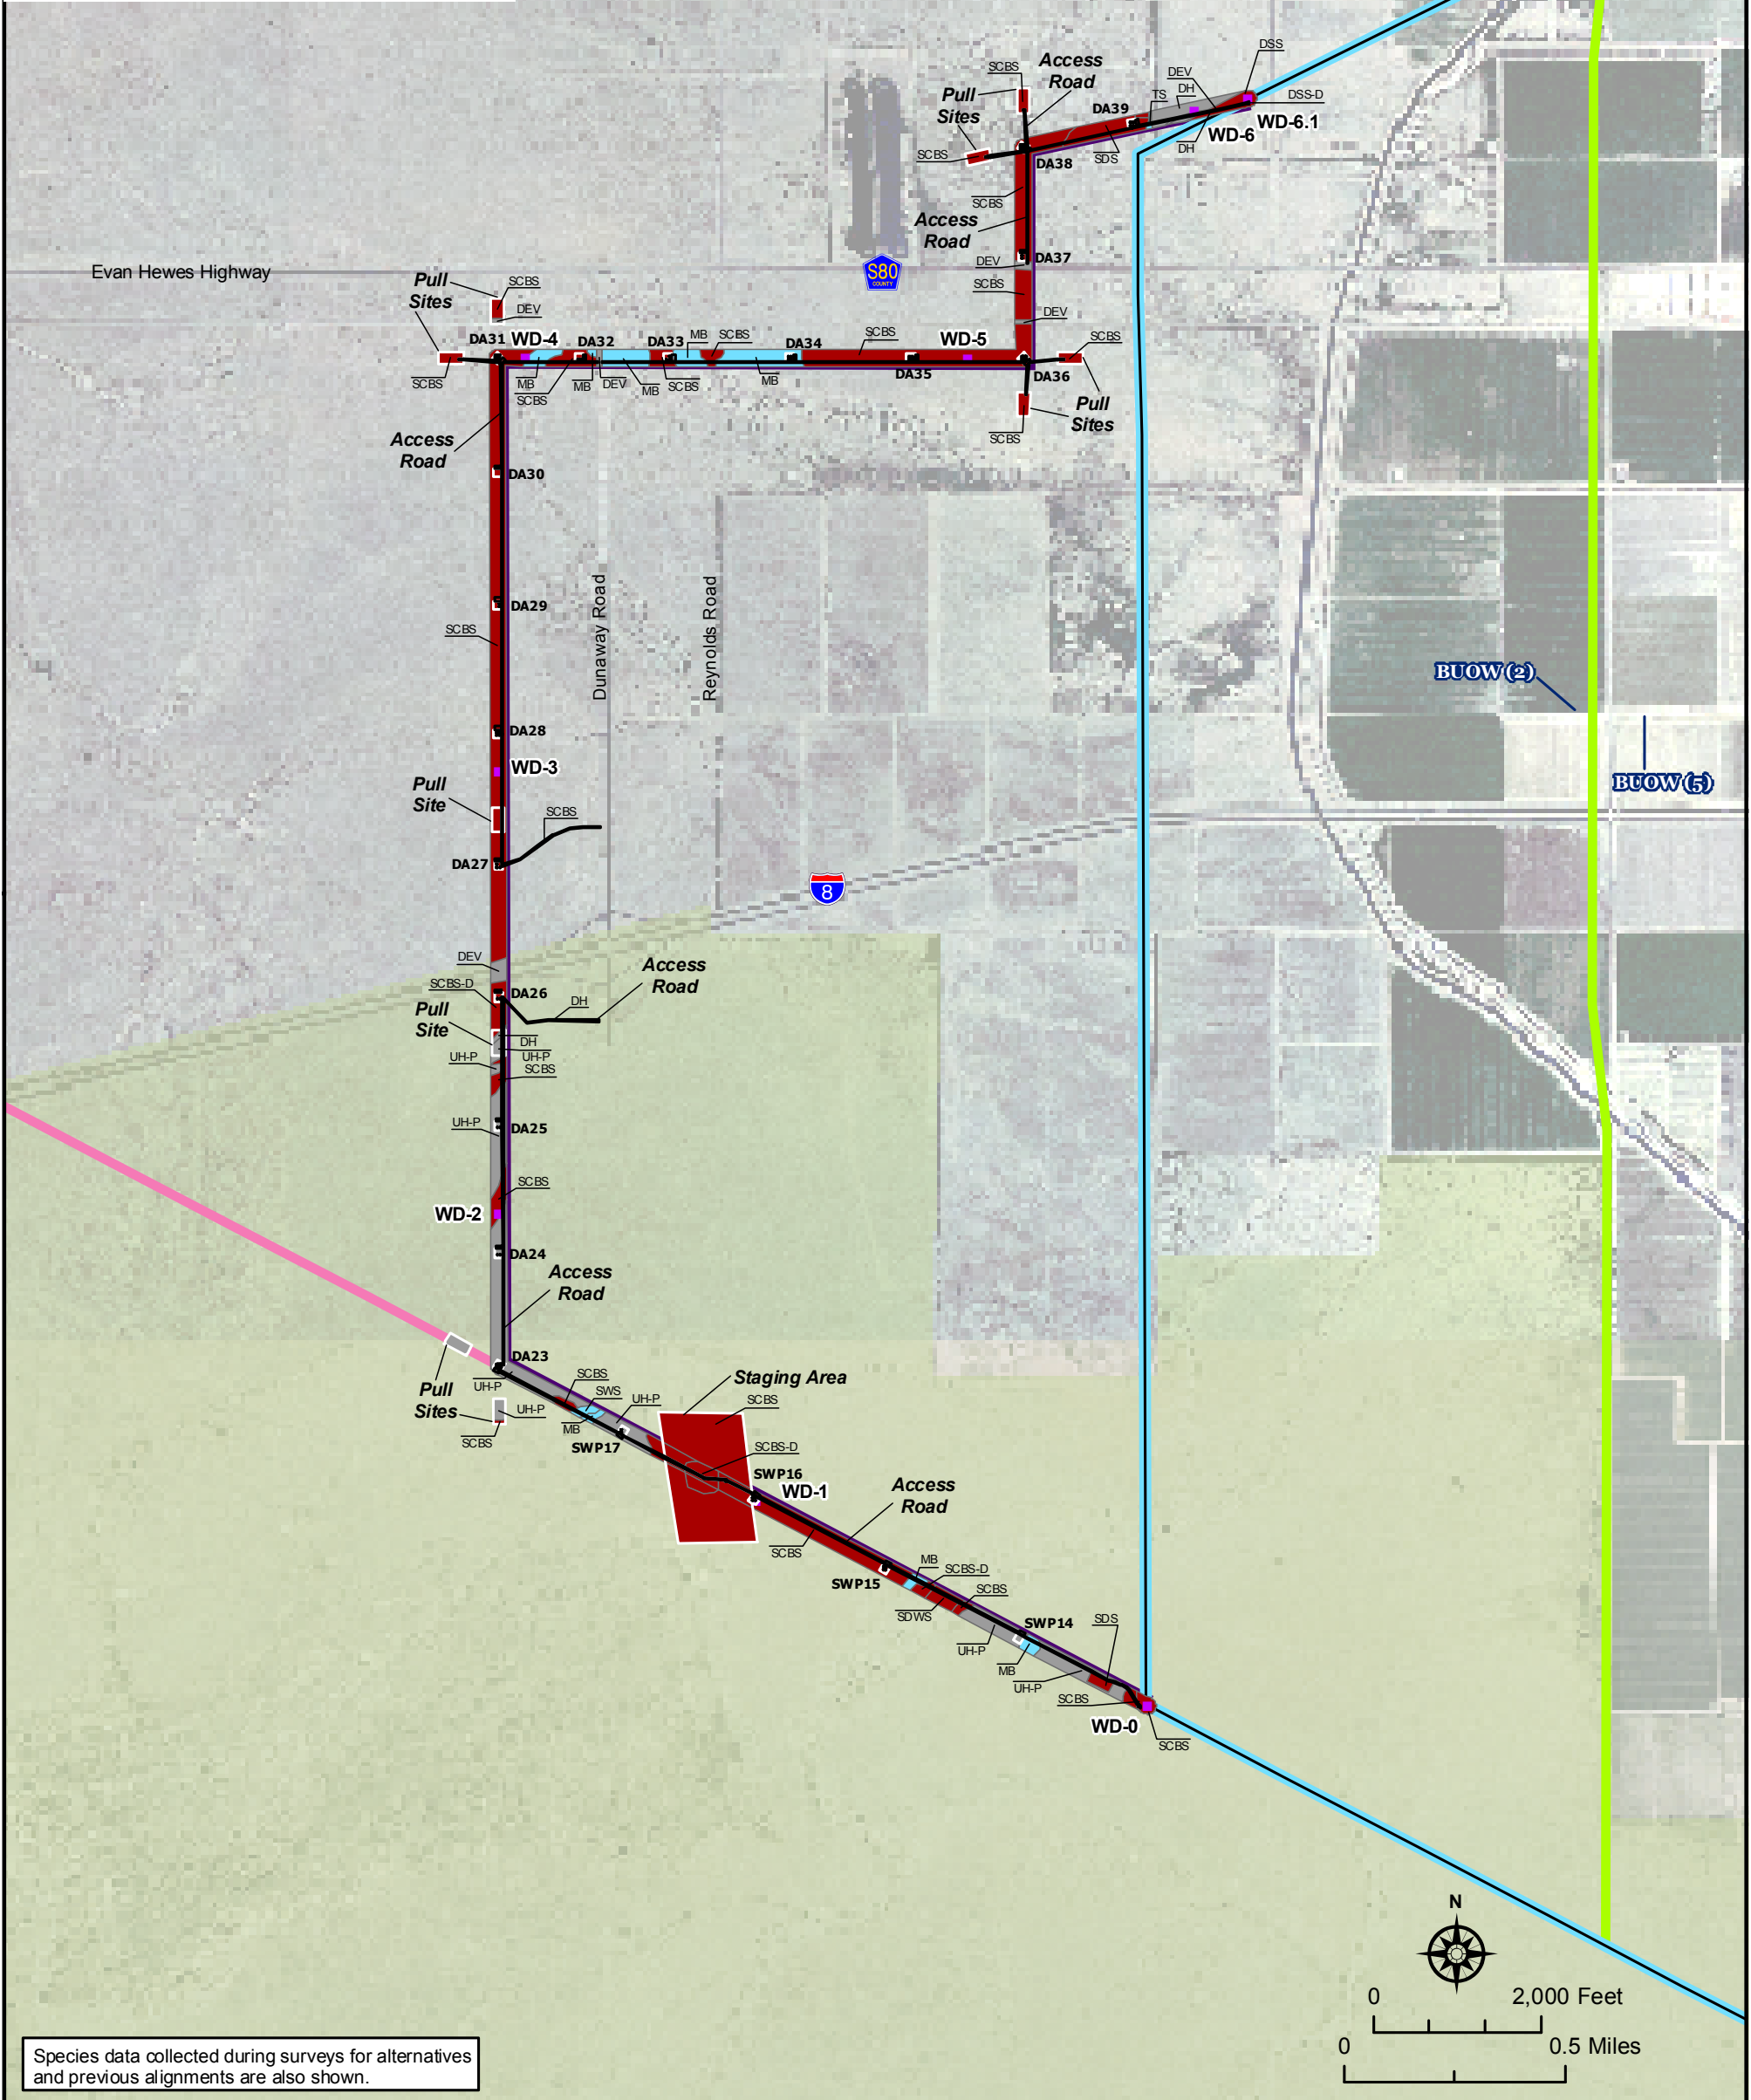 DSS
SCBS
Access
Road
DEV
DH
Pull
Sites
DA39
TS
DSS-D
WD-6.1
WD-6
DH
SCBS
SDS
DA38
SCBS
Access
Road
DA37
DEV
Evan Hewes Highway
S80
COUNTY
Pull
Sites
SCBS
SCBS
DEV
DEV
DA31
WD-4
DA32
DA33
MB
SCBS
DA34
SCBS
WD-5
SCBS
SCBS
MB
SCBS
MB
DEV
MB
SCBS
MB
DA35
DA36
Pull
Sites
SCBS
Access
Road
DA30
DA29
SCBS
Dunaway Road
Reynolds Road
BUOW (2)
BUOW (5)
DA28
WD-3
Pull
Site
SCBS
DA27
8
DEV
SCBS-D
DA26
Access
Road
DH
Pull
Site
DH
UH-P
UH-P
SCBS
UH-P
DA25
SCBS
WD-2
DA24
Access
Road
DA23
UH-P
Pull
Sites
UH-P
SCBS
SCBS
SWS
UH-P
MB
SWP17
Staging Area
SCBS
SCBS-D
SWP16
WD-1
Access
Road
SCBS
MB
SWP15
SCBS-D
SCBS
SDWS
SWP14
SDS
UH-P
MB
UH-P
SCBS
WD-0
SCBS
N
0 2,000 Feet
0 0.5 Miles
Species data collected during surveys for alternatives
and previous alignments are also shown.